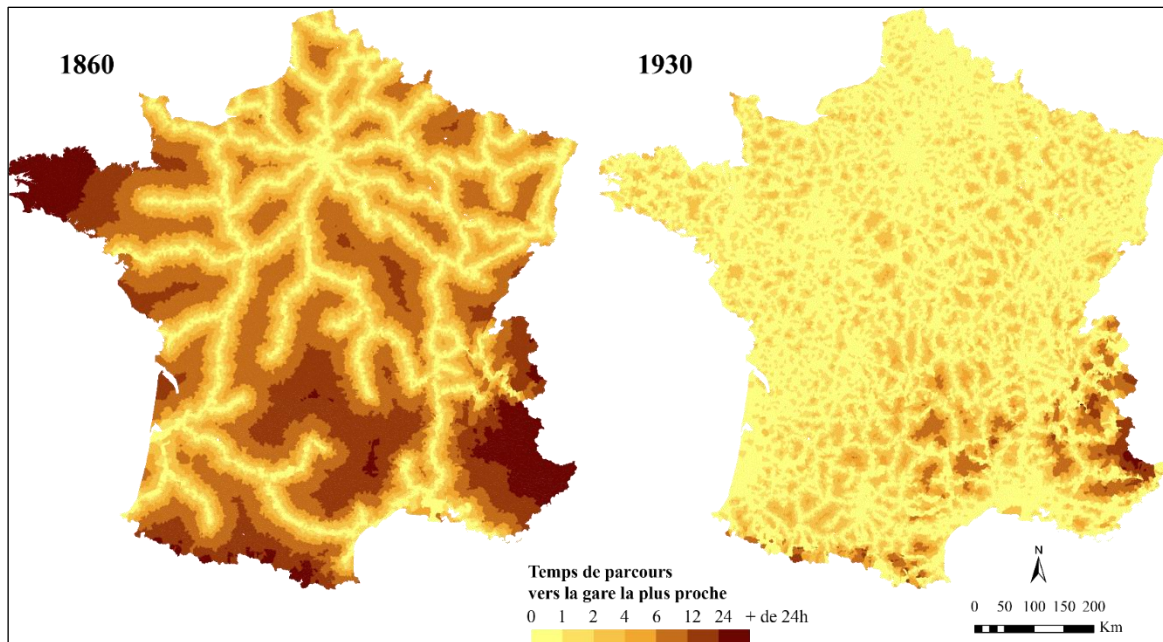 1860
1930
Temps de parcours
vers la gare la plus proche
0 1 2 4 6 12 24 + de 24h
N
0 50 100 150 200
Km